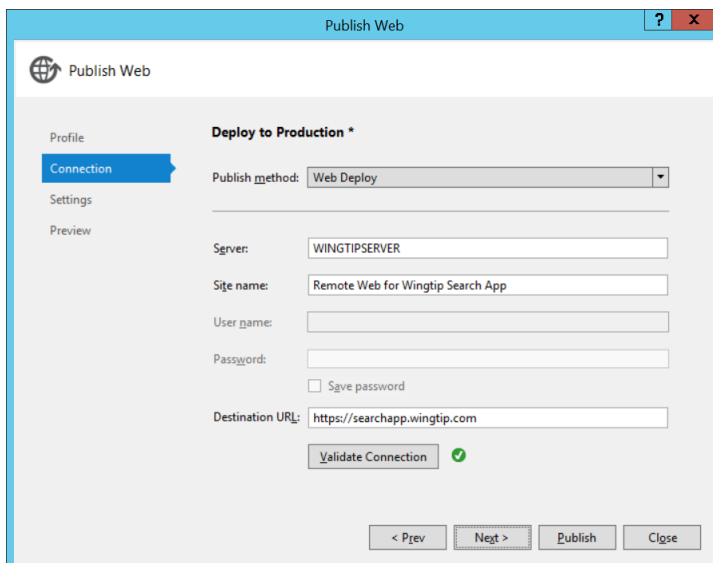 Publish Web
? x
Publish Web
Profile
Connection
Settings
Preview
Deploy to Production *
Publish method: Web Deploy
Server: WINGTIPSERVER
Site name: Remote Web for Wingtip Search App
User name:
Password:
Save password
Destination URL: https://searchapp.wingtip.com
Validate Connection
< Prev Next > Publish Close